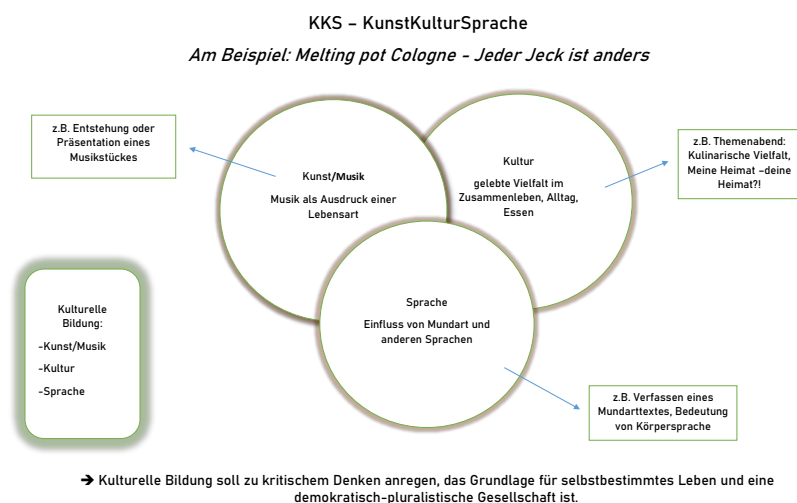 KKS – KunstKulturSprache
Am Beispiel: Melting pot Cologne - Jeder Jeck ist anders
z.B. Entstehung oder
Präsentation eines
Musikstückes
Kunst/Musik
Musik als Ausdruck einer
Lebensart
Kultur
gelebte Vielfalt im
Zusammenleben, Alltag,
Essen
z.B. Themenabend:
Kulinarische Vielfalt,
Meine Heimat –deine
Heimat?!
Kulturelle
Bildung:
-Kunst/Musik
-Kultur
-Sprache
Sprache
Einfluss von Mundart und
anderen Sprachen
z.B. Verfassen eines
Mundarttextes, Bedeutung
von Körpersprache
➔ Kulturelle Bildung soll zu kritischem Denken anregen, das Grundlage für selbstbestimmtes Leben und eine
demokratisch-pluralistische Gesellschaft ist.